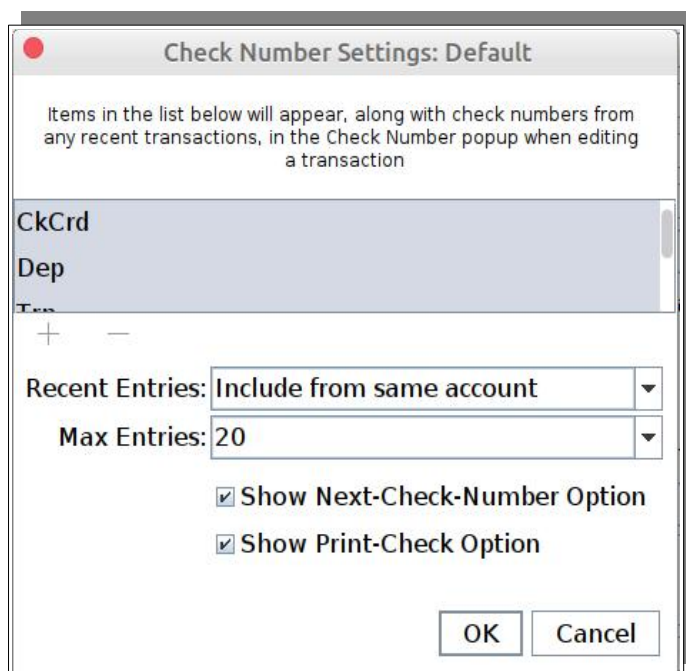 Check Number Settings: Default
Items in the list below will appear, along with check numbers from
any recent transactions, in the Check Number popup when editing
a transaction
CkCrd
Dep
Recent Entries: Include from same account
Max Entries: 20
Show Next-Check-Number Option
Show Print-Check Option
OK Cancel